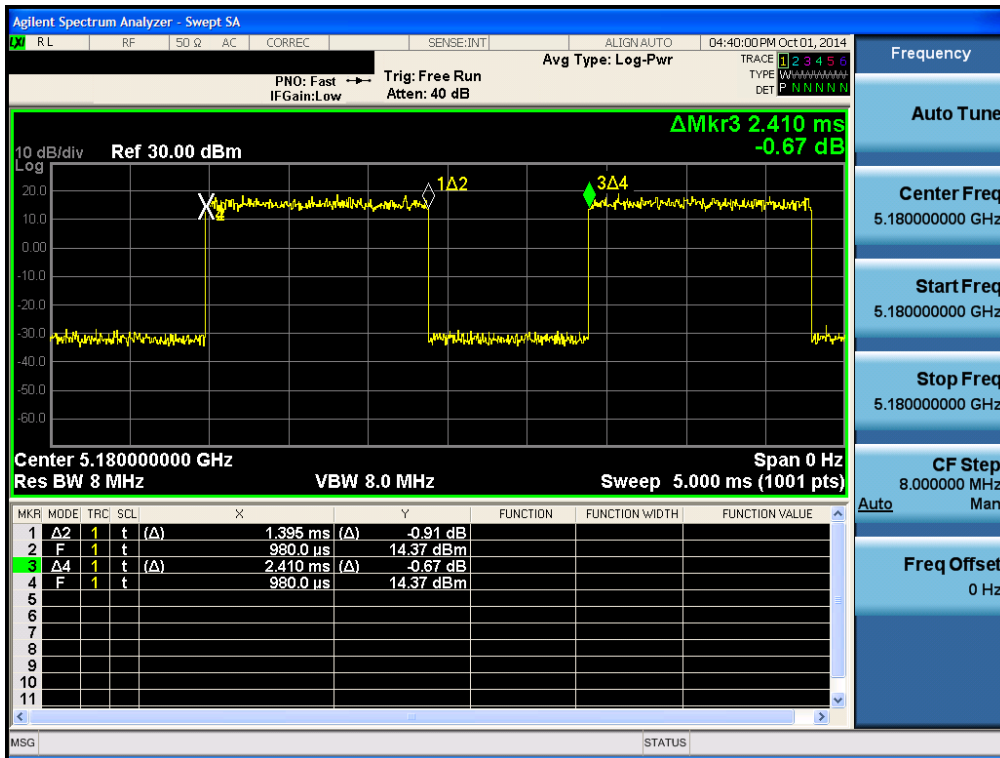 Agilent Spectrum Analyzer - Swept SA
LXI RL RF 50 Ω AC CORREC SENSE:INT ALIGN AUTO 04:40:00 PM Oct 01, 2014
Frequency
Avg Type: Log-Pwr
TRACE 1 2 3 4 5 6
PNO: Fast Trig: Free Run
TYPE W
IFGain:Low Atten: 40 dB
DET P N N N N N
Auto Tune
ΔMkr3 2.410 ms
-0.67 dB
10 dB/div Ref 30.00 dBm
Log
20.0
10.0
0.00
-10.0
-20.0
-30.0
-40.0
-50.0
-60.0
1Δ2
3Δ4
Center Freq
5.180000000 GHz
Start Freq
5.180000000 GHz
Stop Freq
5.180000000 GHz
Center 5.180000000 GHz Span 0 Hz
Res BW 8 MHz VBW 8.0 MHz Sweep 5.000 ms (1001 pts)
CF Step
8.000000 MHz
Auto Man
MKR MODE TRC SCL X Y FUNCTION FUNCTION WIDTH FUNCTION VALUE
1 Δ2 1 t (Δ) 1.395 ms (Δ) -0.91 dB
2 F 1 t 980.0 µs 14.37 dBm
3 Δ4 1 t (Δ) 2.410 ms (Δ) -0.67 dB
4 F 1 t 980.0 µs 14.37 dBm
5
6
7
8
9
10
11
Freq Offset
0 Hz
MSG STATUS